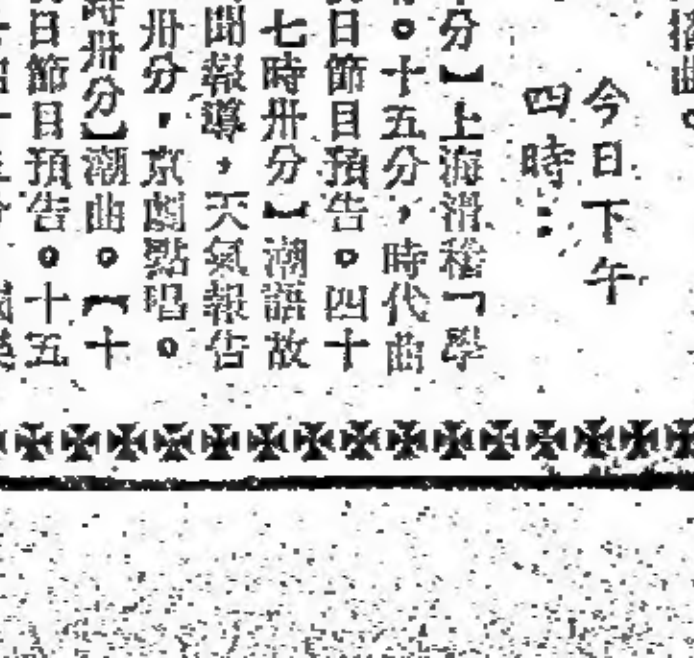 播曲。
今日下午
四時：
分】上海滑稽「學
。十五分，時代曲
日節目預告。四十
七時卅分】潮語故
聞報導，天氣報告
卅分，京劇點唱。
時卅分】潮曲。【十
日節目預告。十五